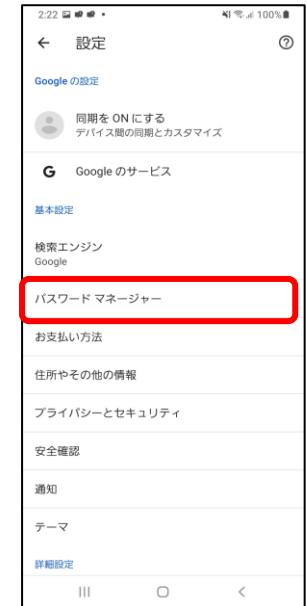 2:22 100%
設定
Google の設定
同期を ON にする
デバイス間の同期とカスタマイズ
G Google のサービス
基本設定
検索エンジン
Google
パスワード マネージャー
お支払い方法
住所やその他の情報
プライバシーとセキュリティ
安全確認
通知
テーマ
詳細設定